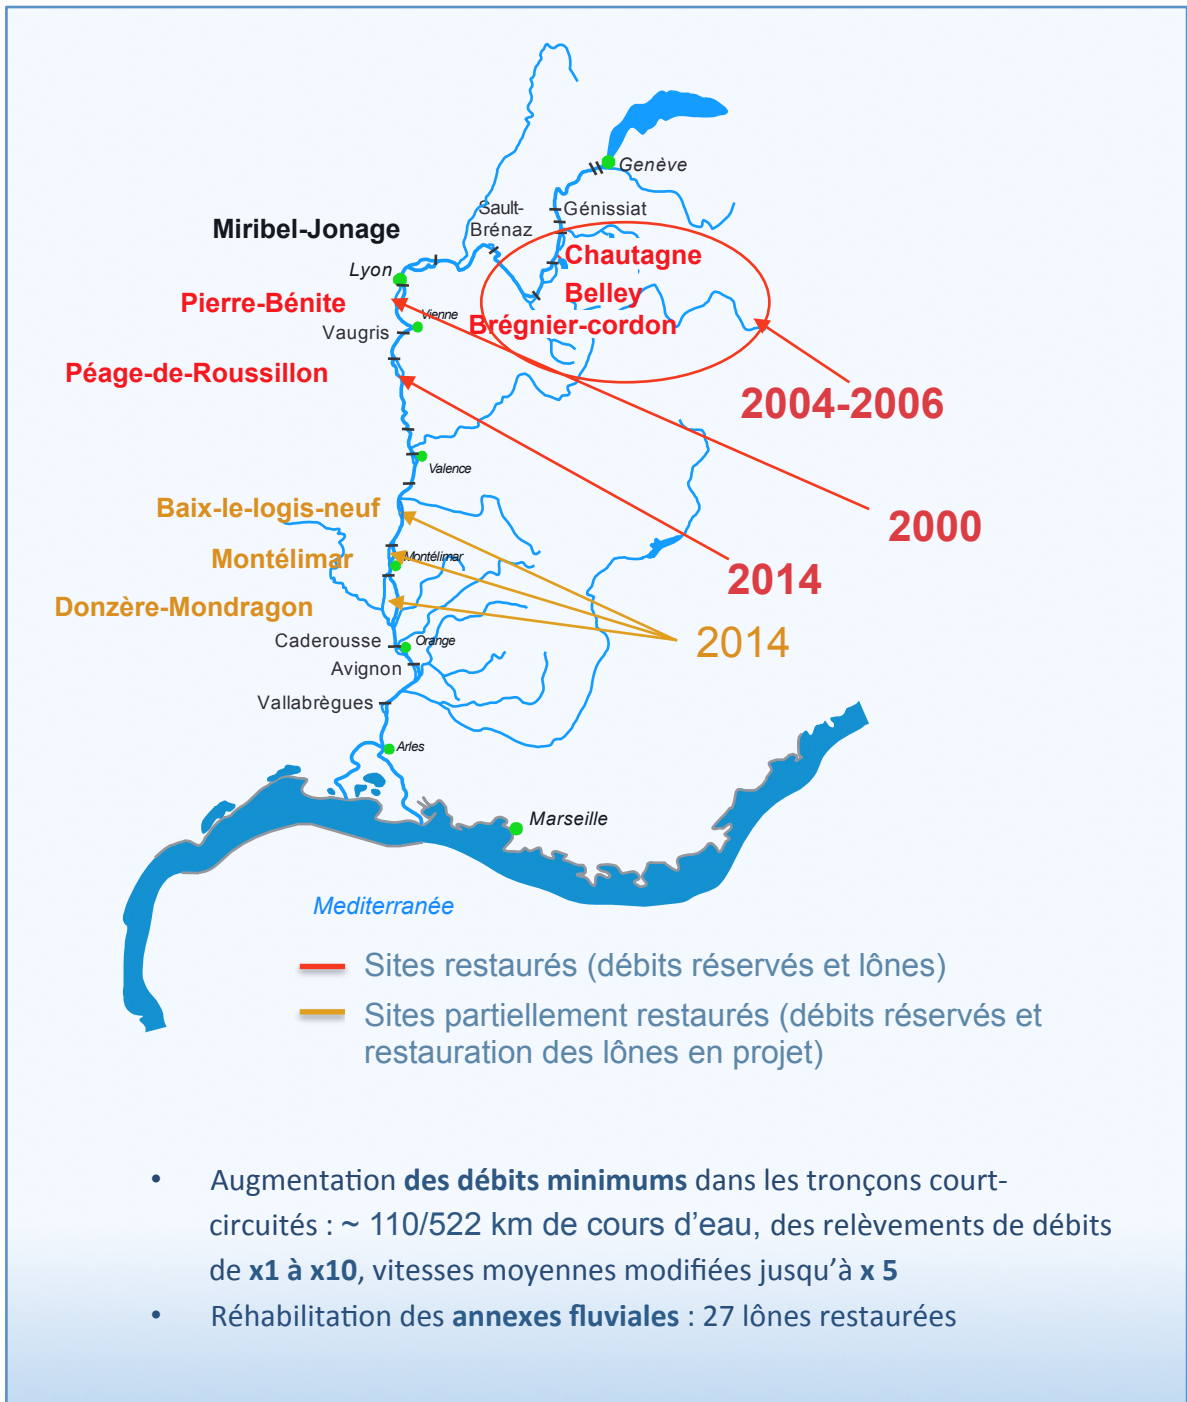 Genève
Sault-
Brénaz
Génissiat
Miribel-Jonage
Chautagne
Lyon
Belley
Pierre-Bénite
Vienne
Brégnier-cordon
Vaugris
Péage-de-Roussillon
2004-2006
Valence
Baix-le-logis-neuf
2000
Montélimar
Montélimar
2014
Donzère-Mondragon
Caderousse
Orange
2014
Avignon
Vallabrègues
Arles
Marseille
Mediterranée
Sites restaurés (débits réservés et lônes)
Sites partiellement restaurés (débits réservés et
restauration des lônes en projet)
• Augmentation des débits minimums dans les tronçons court-
circuités : ~ 110/522 km de cours d'eau, des relèvements de débits
de x1 à x10, vitesses moyennes modifiées jusqu'à x 5
• Réhabilitation des annexes fluviales : 27 lônes restaurées